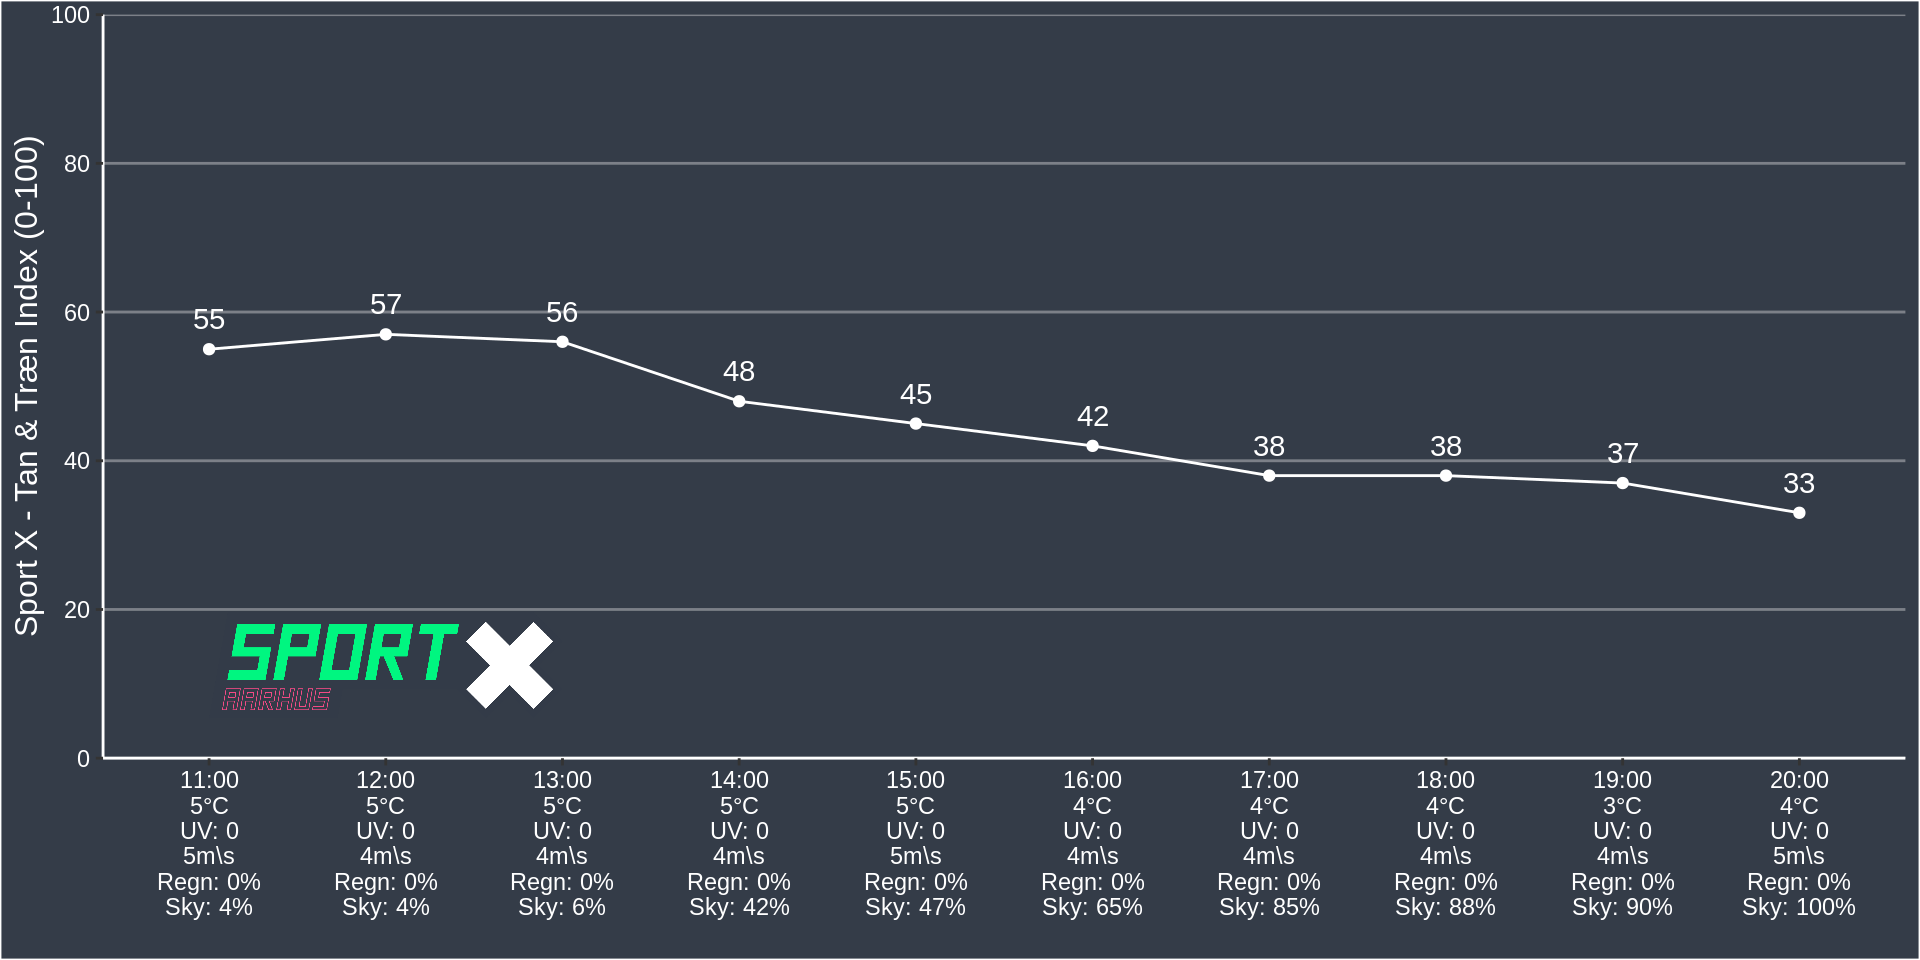 Sport X - Tan & Træn Index (0-100)
100
80
60
40
20
0
55
57
56
48
45
42
38
38
37
33
SPORT X
AARHUS
11:00 12:00 13:00 14:00 15:00 16:00 17:00 18:00 19:00 20:00
5°C 5°C 5°C 5°C 5°C 4°C 4°C 4°C 3°C 4°C
UV: 0 UV: 0 UV: 0 UV: 0 UV: 0 UV: 0 UV: 0 UV: 0 UV: 0 UV: 0
5m\s 4m\s 4m\s 4m\s 5m\s 4m\s 4m\s 4m\s 4m\s 5m\s
Regn: 0% Regn: 0% Regn: 0% Regn: 0% Regn: 0% Regn: 0% Regn: 0% Regn: 0% Regn: 0% Regn: 0%
Sky: 4% Sky: 4% Sky: 6% Sky: 42% Sky: 47% Sky: 65% Sky: 85% Sky: 88% Sky: 90% Sky: 100%